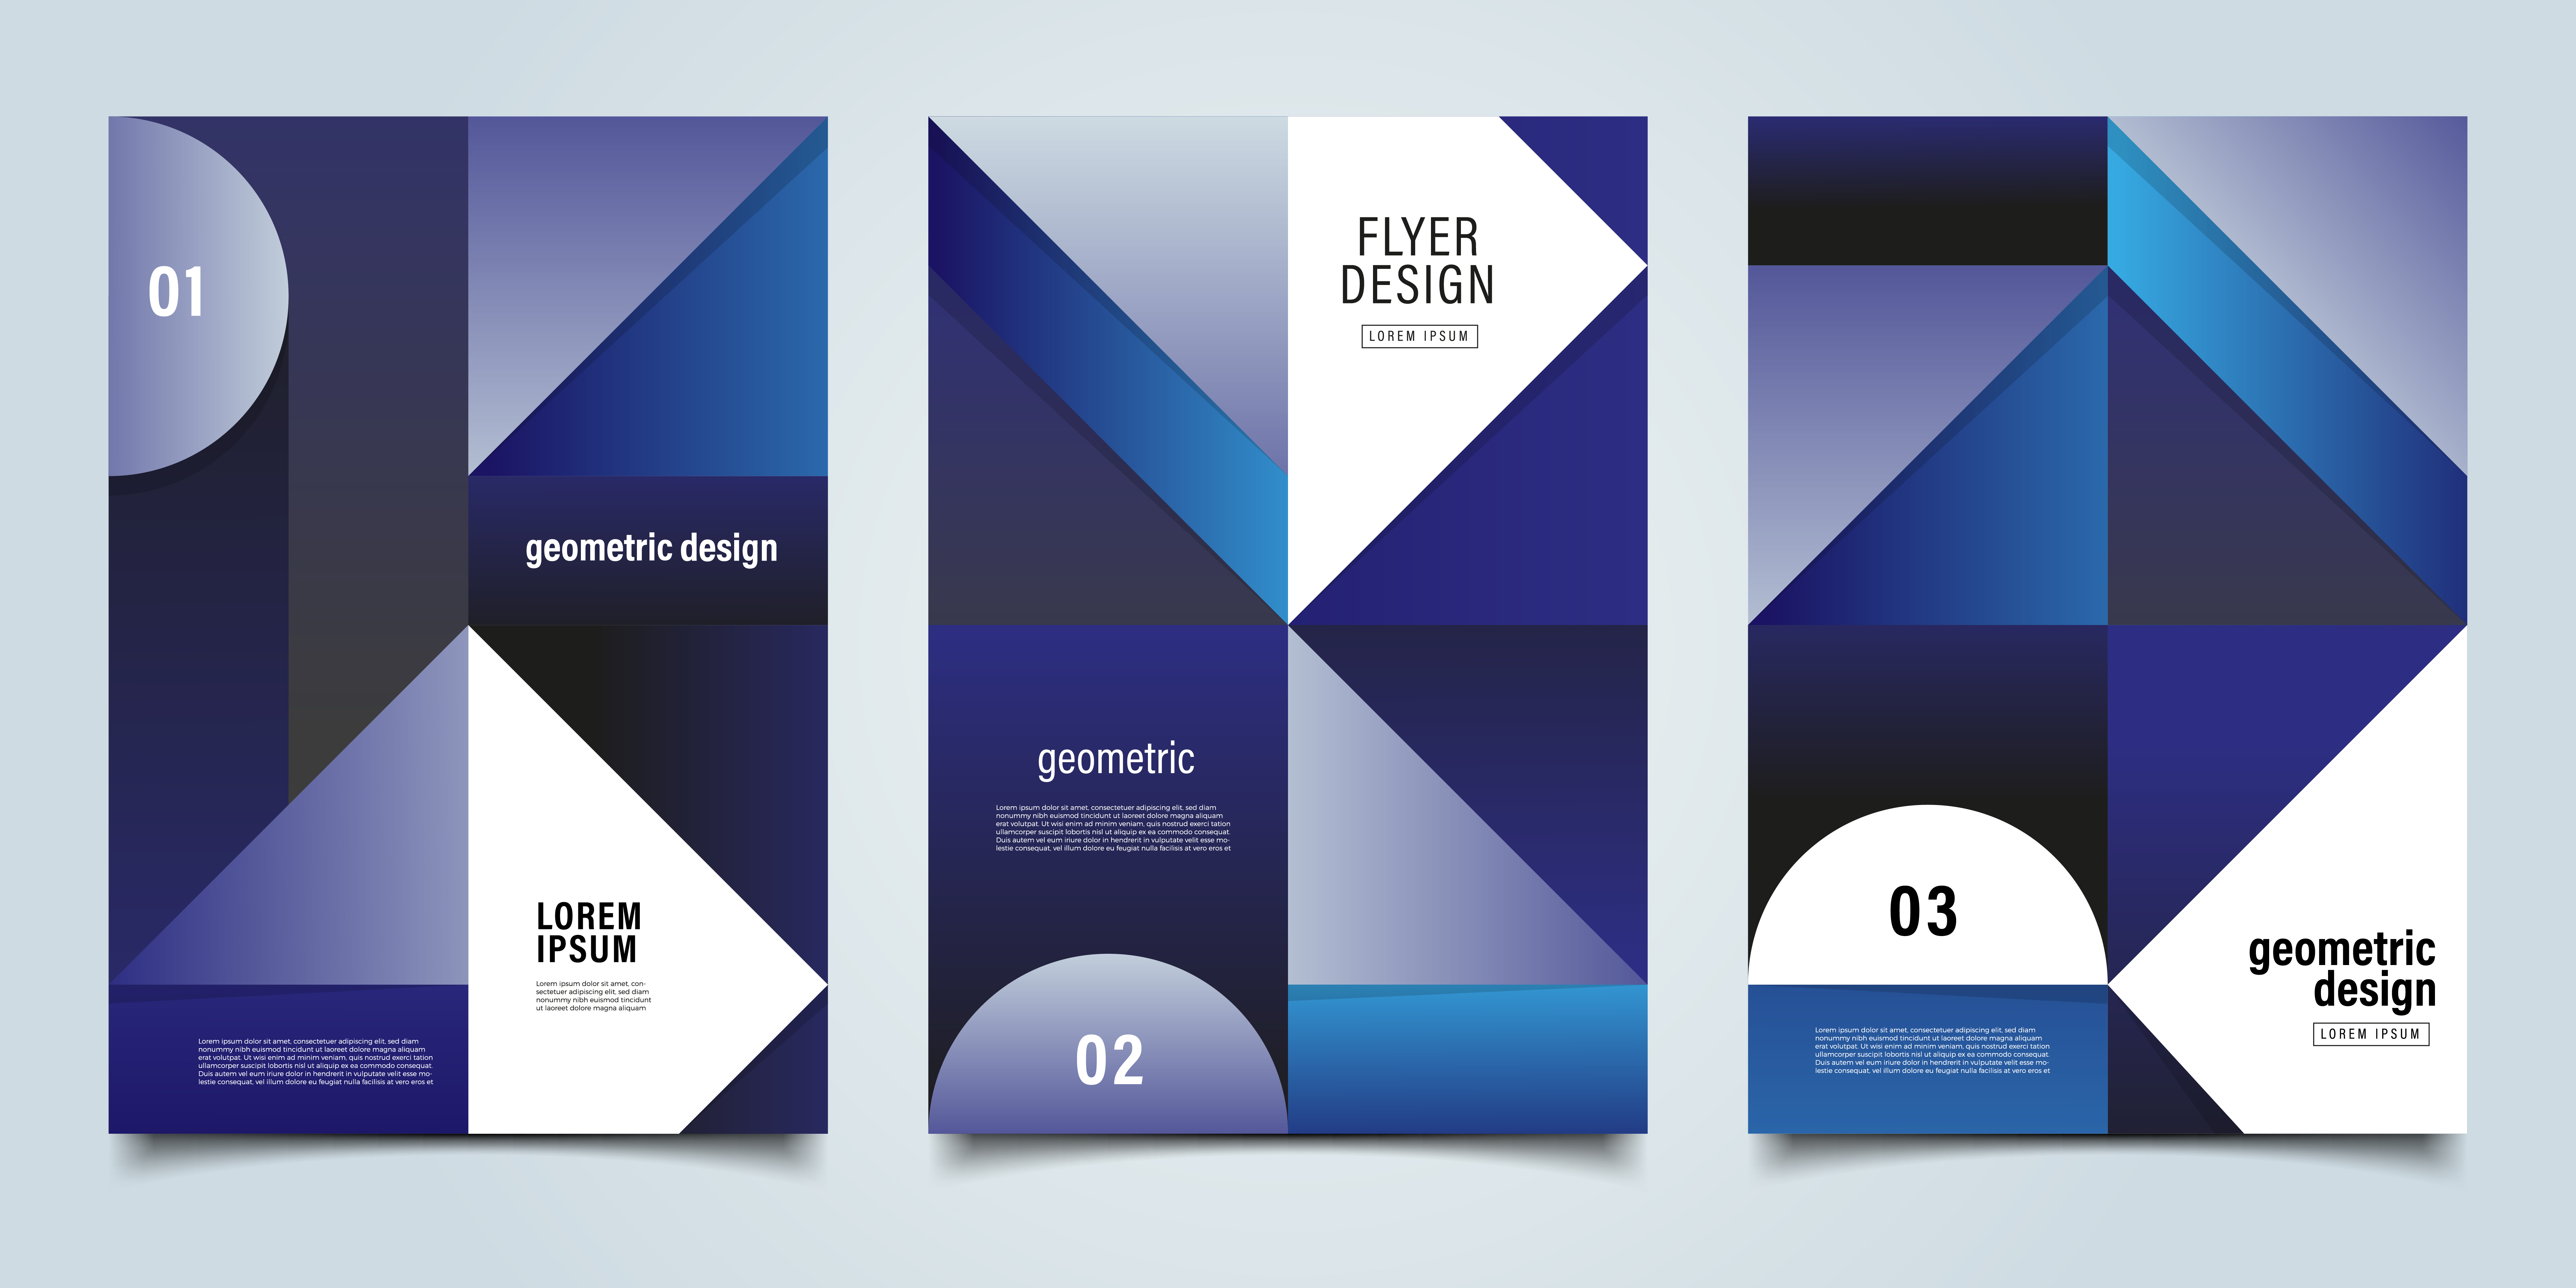 01
geometric design
LOREM
IPSUM
Lorem ipsum dolor sit amet, con-
sectetuer adipiscing elit, sed diam
nonummy nibh euismod tincidunt
ut laoreet dolore magna aliquam
Lorem ipsum dolor sit amet, consectetuer adipiscing elit, sed diam
nonummy nibh euismod tincidunt ut laoreet dolore magna aliquam
erat volutpat. Ut wisi enim ad minim veniam, quis nostrud exerci tation
ullamcorper suscipit lobortis nisl ut aliquip ex ea commodo consequat.
Duis autem vel eum iriure dolor in hendrerit in vulputate velit esse mo-
lestie consequat, vel illum dolore eu feugiat nulla facilisis at vero eros et
FLYER
DESIGN
LOREM IPSUM
geometric
Lorem ipsum dolor sit amet, consectetuer adipiscing elit, sed diam
nonummy nibh euismod tincidunt ut laoreet dolore magna aliquam
erat volutpat. Ut wisi enim ad minim veniam, quis nostrud exerci tation
ullamcorper suscipit lobortis nisl ut aliquip ex ea commodo consequat.
Duis autem vel eum iriure dolor in hendrerit in vulputate velit esse mo-
lestie consequat, vel illum dolore eu feugiat nulla facilisis at vero eros et
02
03
geometric
design
LOREM IPSUM
Lorem ipsum dolor sit amet, consectetuer adipiscing elit, sed diam
nonummy nibh euismod tincidunt ut laoreet dolore magna aliquam
erat volutpat. Ut wisi enim ad minim veniam, quis nostrud exerci tation
ullamcorper suscipit lobortis nisl ut aliquip ex ea commodo consequat.
Duis autem vel eum iriure dolor in hendrerit in vulputate velit esse mo-
lestie consequat, vel illum dolore eu feugiat nulla facilisis at vero eros et